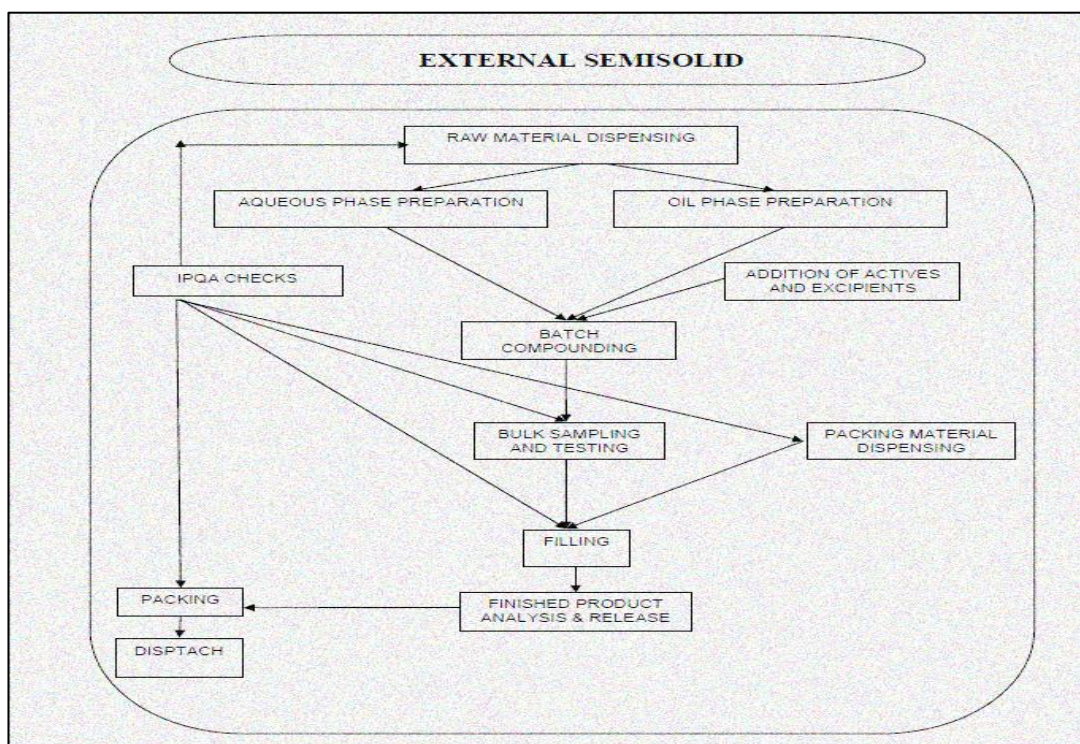 EXTERNAL SEMISOLID
RAW MATERIAL DISPENSING
AQUEOUS PHASE PREPARATION
OIL PHASE PREPARATION
IPQA CHECKS
ADDITION OF ACTIVES
AND EXCIPIENTS
BATCH
COMPOUNDING
BULK SAMPLING
AND TESTING
PACKING MATERIAL
DISPENSING
FILLING
PACKING
FINISHED PRODUCT
ANALYSIS & RELEASE
DISPTACH